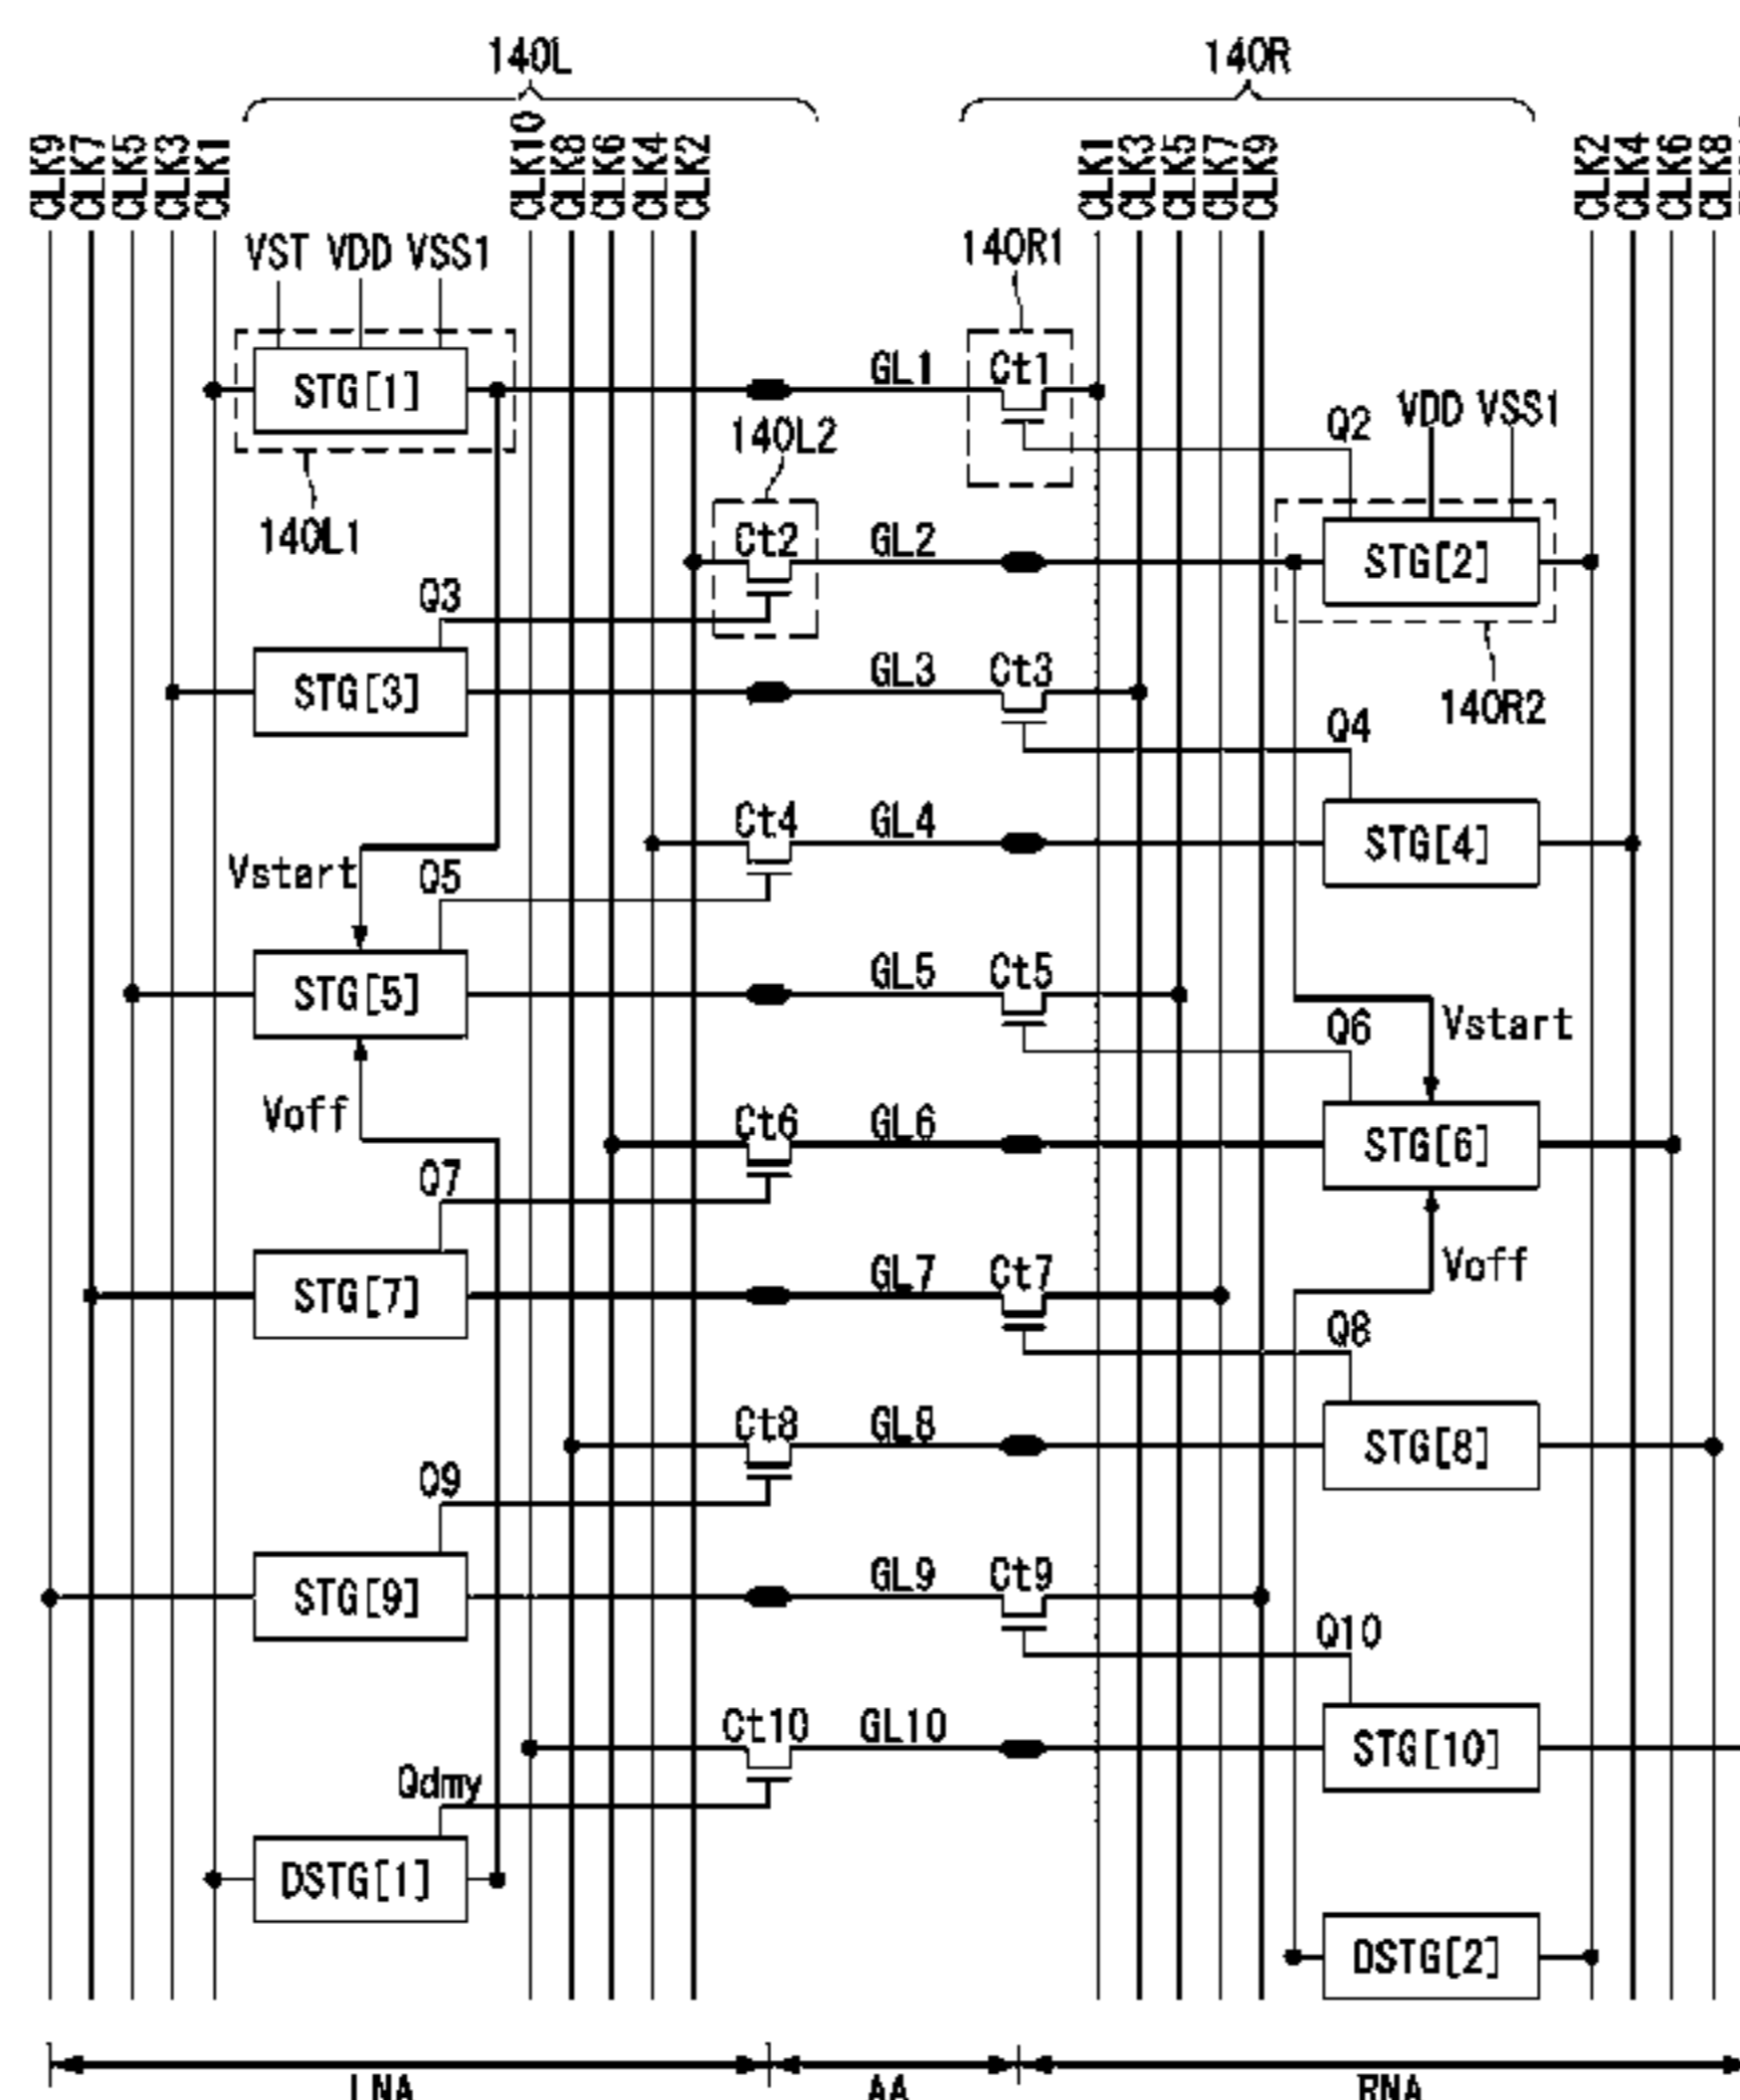 140L 140R
CLK9 CLK7 CLK5 CLK3 CLK1 CLK10 CLK8 CLK6 CLK4 CLK2 CLK1 CLK3 CLK5 CLK7 CLK9 CLK2 CLK4 CLK6 CLK8
VST VDD VSS1 140R1
STG[1] GL1 Ct1
Q2 VDD VSS1
140L2
140L1 Ct2 GL2 STG[2]
Q3
STG[3] GL3 Ct3 140R2
Q4
Ct4 GL4 STG[4]
Vstart Q5
STG[5] GL5 Ct5
Q6 Vstart
Voff Ct6 GL6 STG[6]
Q7
STG[7] GL7 Ct7 Voff
Q8
Ct8 GL8 STG[8]
Q9
STG[9] GL9 Ct9
Q10
Ct10 GL10 STG[10]
Qdmy
DSTG[1]
DSTG[2]
LNA AA RNA